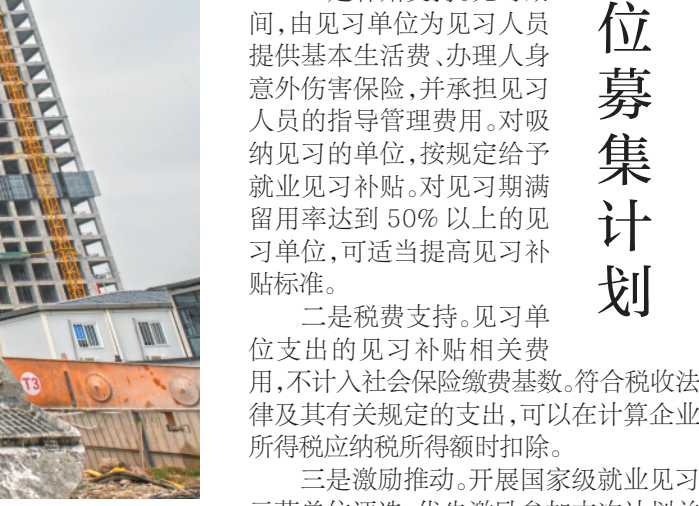 位募集计划
间,由见习单位为见习人员
提供基本生活费、办理人身
意外伤害保险,并承担见习
人员的指导管理费用。对吸
纳见习的单位,按规定给予
就业见习补贴。对见习期满
留用率达到 50% 以上的见
习单位,可适当提高见习补
贴标准。
二是税费支持。见习单
位支出的见习补贴相关费
用,不计入社会保险缴费基数。符合税收法
律及其有关规定的支出,可以在计算企业
所得税应纳税所得额时扣除。
三是激励推动。开展国家级就业见习
T3